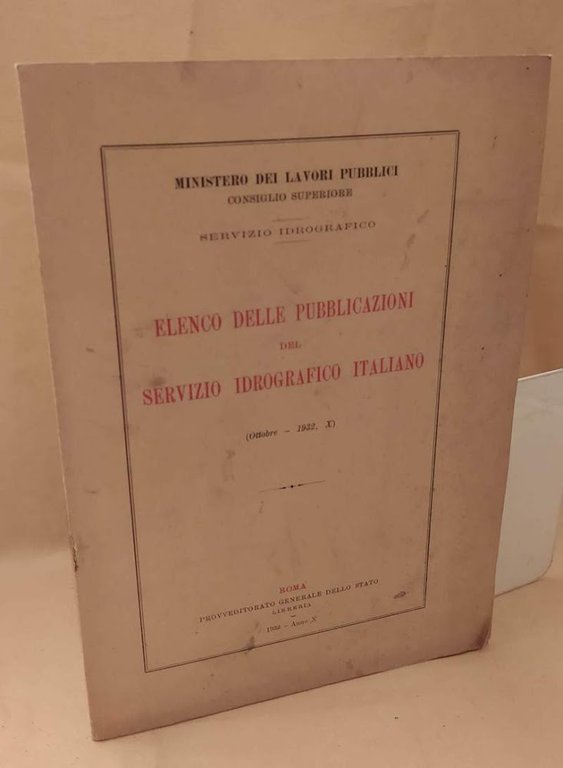 MINISTERO DEI LAVORI PUBBLICI
CONSIGLIO SUPERIORE
SERVIZIO IDROGRAFICO
ELENCO DELLE PUBBLICAZIONI
DEL
SERVIZIO IDROGRAFICO ITALIANO
(Ottobre - 1932, X)
ROMA
PROVVEDITORATO GENERALE DELLO STATO
LIBRERIA
1932 - Anno X